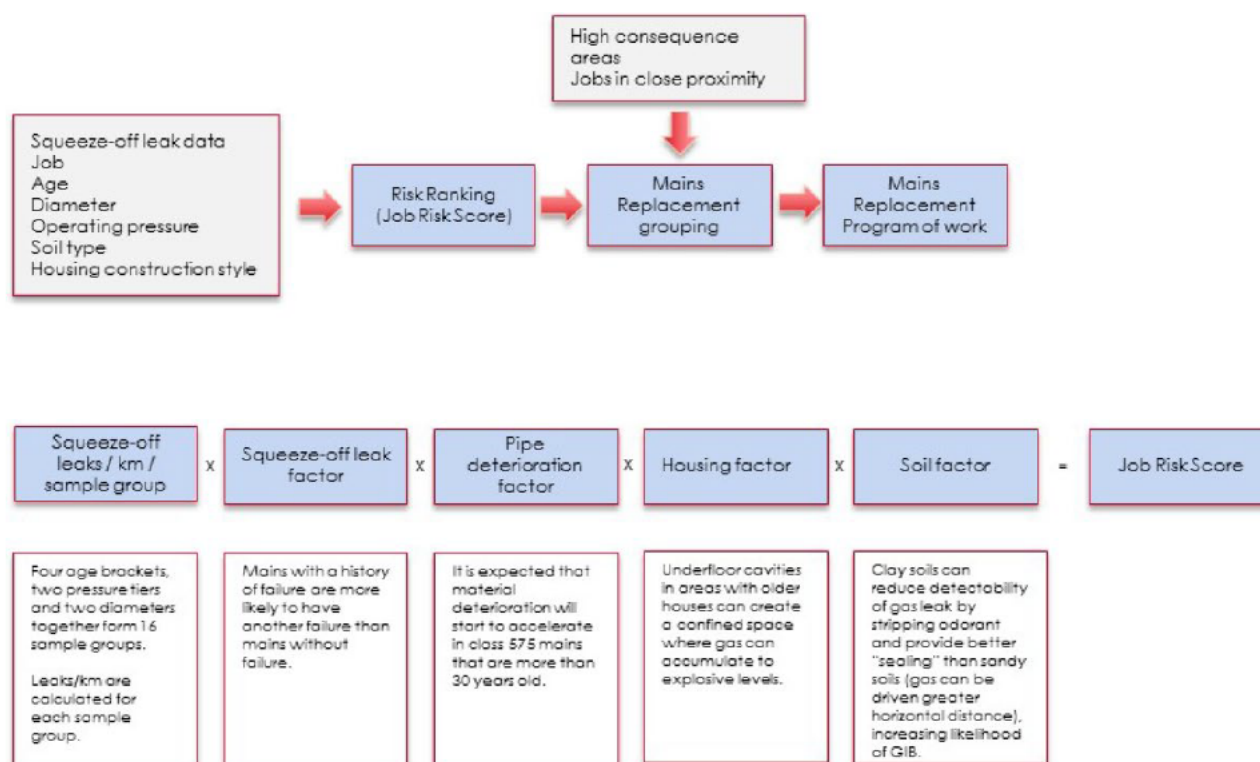 High consequence
areas
Jobs in close proximity
Squeeze-off leak data
Job
Age
Diameter
Operating pressure
Soil type
Housing construction style
Risk Ranking
(Job Risk Score)
Mains
Replacement
grouping
Mains
Replacement
Program of work
Squeeze-off
leaks / km /
sample group
x
Squeeze-off leak
factor
x
Pipe
deterioration
factor
x
Housing factor
x
Soil factor
=
Job Risk Score
Four age brackets,
two pressure tiers
and two diameters
together form 16
sample groups.
Leaks/km are
calculated for
each sample
group.
Mains with a history
of failure are more
likely to have
another failure than
mains without
failure.
It is expected that
material
deterioration will
start to accelerate
in class 575 mains
that are more than
30 years old.
Underfloor cavities
in areas with older
houses can create
a confined space
where gas can
accumulate to
explosive levels.
Clay soils can
reduce detectability
of gas leak by
stripping odorant
and provide better
"sealing" than sandy
soils (gas can be
driven greater
horizontal distance),
increasing likelihood
of GIB.